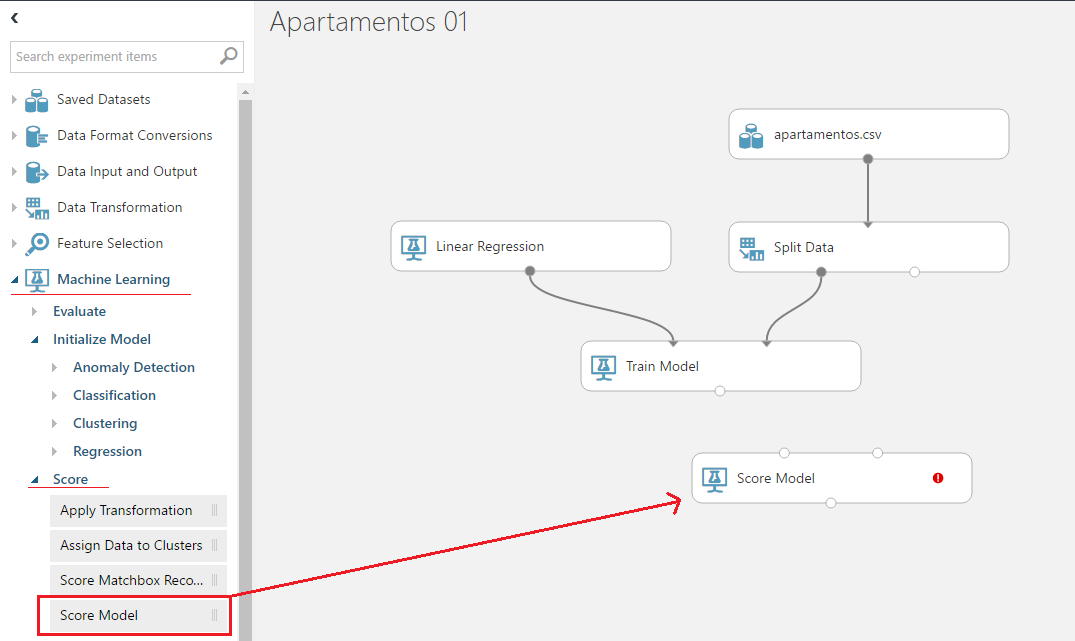 Apartamentos 01
Search experiment items
Saved Datasets
Data Format Conversions
Data Input and Output
Data Transformation
Feature Selection
Machine Learning
Evaluate
Initialize Model
Anomaly Detection
Classification
Clustering
Regression
Score
Apply Transformation
Assign Data to Clusters
Score Matchbox Reco...
Score Model
apartamentos.csv
Linear Regression
Split Data
Train Model
Score Model